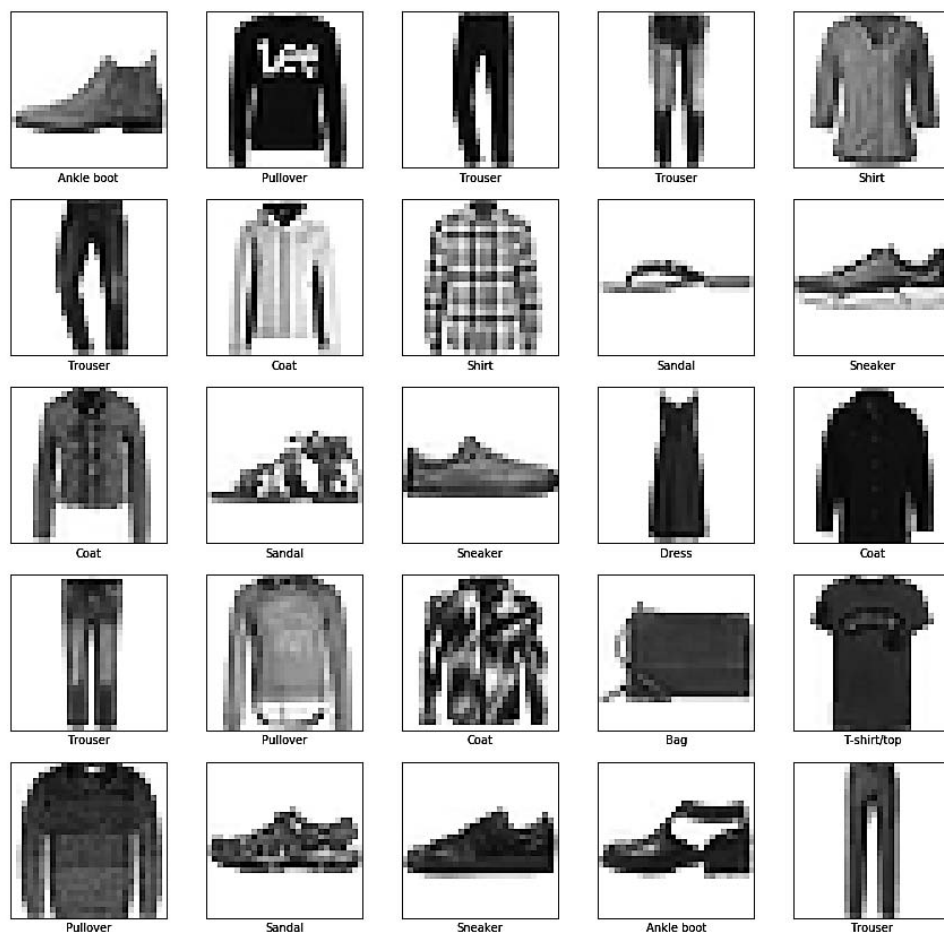 Lee
Ankle boot
Pullover
Trouser
Trouser
Shirt
Trouser
Coat
Shirt
Sandal
Sneaker
Coat
Sandal
Sneaker
Dress
Coat
Trouser
Pullover
Coat
Bag
T-shirt/top
Pullover
Sandal
Sneaker
Ankle boot
Trouser